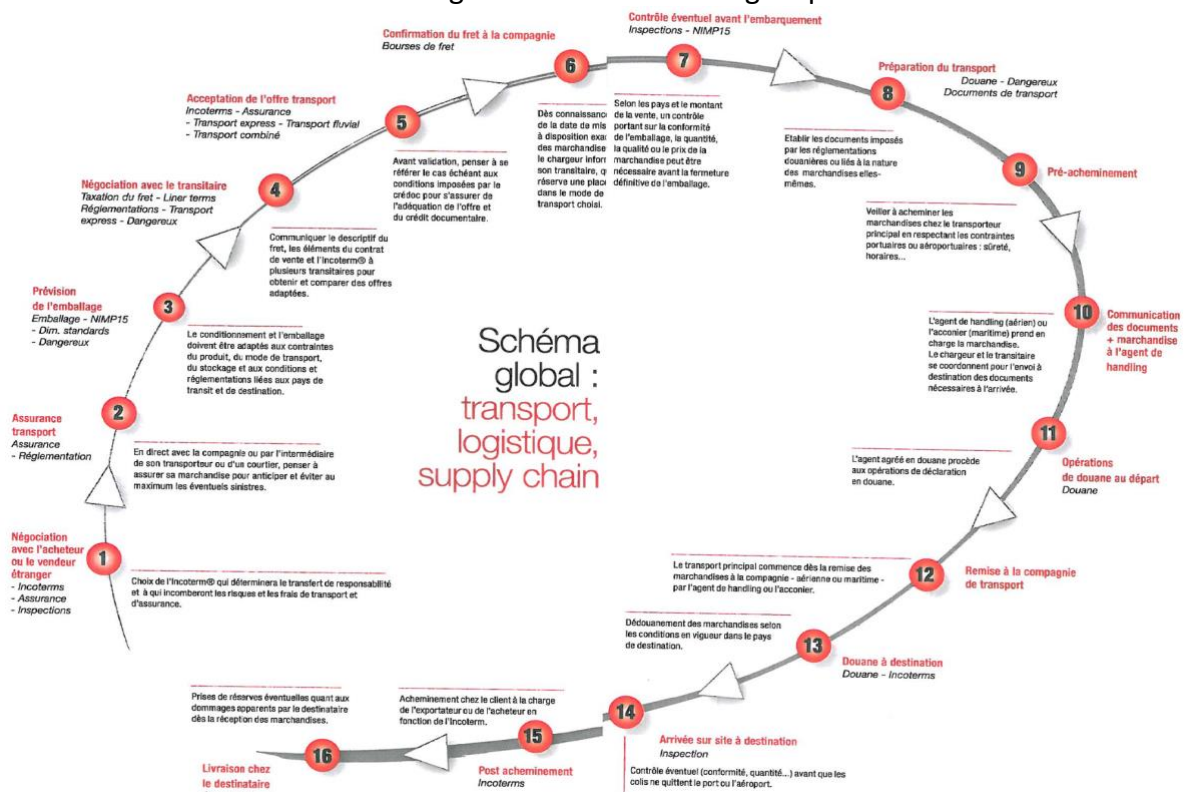 1
Négociation
avec l'acheteur
ou le vendeur
étranger
- Incoterms
- Assurance
- Inspections
Choix de l'Incoterm® qui déterminera le transfert de responsabilité
et à qui incomberont les risques et les frais de transport et
d'assurance.
2
Assurance
transport
Assurance
- Réglementation
En direct avec la compagnie ou par l'intermédiaire
de son transporteur ou d'un courtier, penser à
assurer sa marchandise pour anticiper et éviter au
maximum les éventuels sinistres.
3
Prévision
de l'emballage
Emballage - NIMP15
- Dim. standards
- Dangereux
Le conditionnement et l'emballage
doivent être adaptés aux contraintes
du produit, du mode de transport,
du stockage et aux conditions et
réglementations liées aux pays de
transit et de destination.
4
Négociation avec le transitaire
Taxation du fret - Liner terms
Réglementations - Transport
express - Dangereux
Communiquer le descriptif du
fret, les éléments du contrat
de vente et l'Incoterm® à
plusieurs transitaires pour
obtenir et comparer des offres
adaptées.
5
Acceptation de l'offre transport
Incoterms - Assurance
- Transport express - Transport fluvial
- Transport combiné
Avant validation, penser à se
référer le cas échéant aux
conditions imposées par le
crédoc pour s'assurer de
l'adéquation de l'offre et
du crédit documentaire.
6
Confirmation du fret à la compagnie
Bourses de fret
Dès connaissanc
de la date de mis
à disposition exa
des marchandise
le chargeur infor
son transitaire, q
réserve une plac
dans le mode de
transport choisi.
7
Contrôle éventuel avant l'embarquement
Inspections - NIMP15
Selon les pays et le montant
de la vente, un contrôle
portant sur la conformité
de l'emballage, la quantité,
la qualité ou le prix de la
marchandise peut être
nécessaire avant la fermeture
définitive de l'emballage.
8
Préparation du transport
Douane - Dangereux
Documents de transport
Etablir les documents imposés
par les réglementations
douanières ou liés à la nature
des marchandises elles-
mêmes.
9
Pré-acheminement
Veiller à acheminer les
marchandises chez le transporteur
principal en respectant les contraintes
portuaires ou aéroportuaires : sûreté,
horaires...
10
Communication
des documents
+ marchandise
à l'agent de
handling
L'agent de handling (aérien) ou
l'acconier (maritime) prend en
charge la marchandise.
Le chargeur et le transitaire
se coordonnent pour l'envoi à
destination des documents
nécessaires à l'arrivée.
Schéma
global :
transport,
logistique,
supply chain
11
Opérations
de douane au départ
Douane
L'agent agréé en douane procède
aux opérations de déclaration
en douane.
12
Remise à la compagnie
de transport
Le transport principal commence dès la remise des
marchandises à la compagnie - aérienne ou maritime -
par l'agent de handling ou l'acconier.
13
Douane à destination
Douane - Incoterms
Dédouanement des marchandises selon
les conditions en vigueur dans le pays
de destination.
14
Arrivée sur site à destination
Inspection
Contrôle éventuel (conformité, quantité...) avant que les
colis ne quittent le port ou l'aéroport.
15
Post acheminement
Incoterms
Acheminement chez le client à la charge
de l'exportateur ou de l'acheteur en
fonction de l'Incoterm.
16
Livraison chez
le destinataire
Prises de réserves éventuelles quant aux
dommages apparents par le destinataire
dès la réception des marchandises.